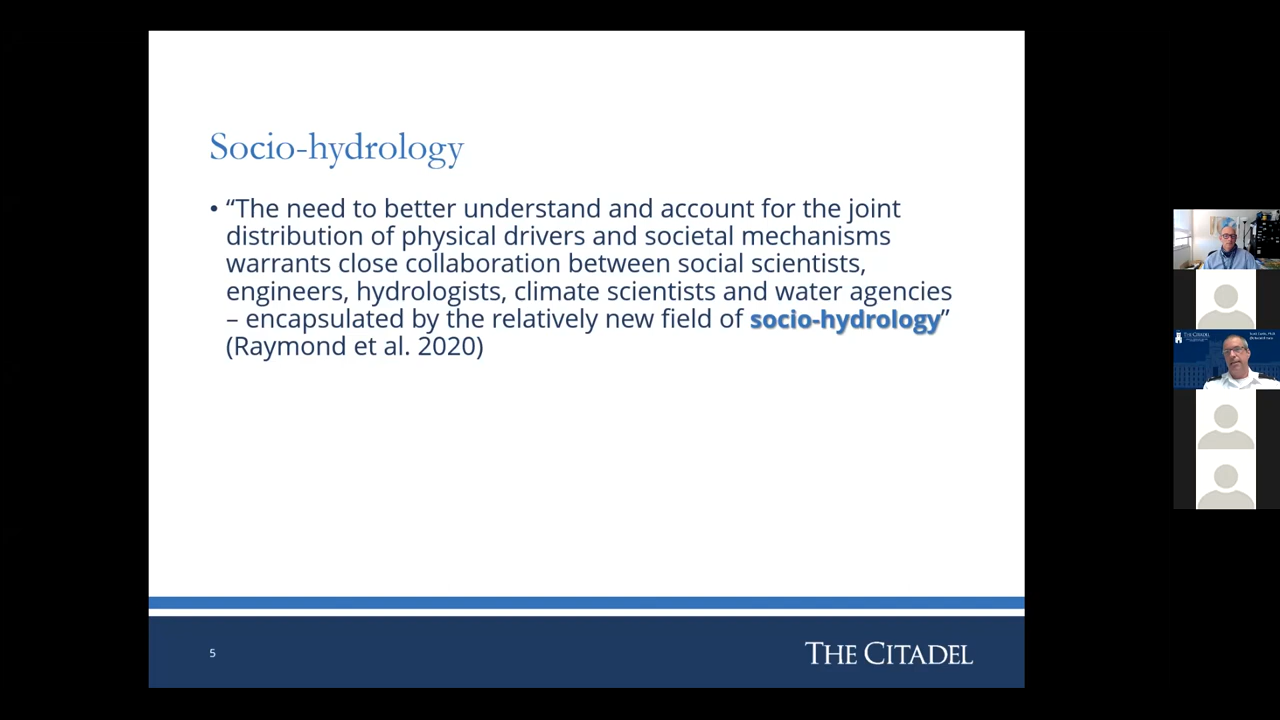 Socio-hydrology
• “The need to better understand and account for the joint
distribution of physical drivers and societal mechanisms
warrants close collaboration between social scientists,
engineers, hydrologists, climate scientists and water agencies
– encapsulated by the relatively new field of socio-hydrology”
(Raymond et al. 2020)
5
THE CITADEL
THE CITADEL